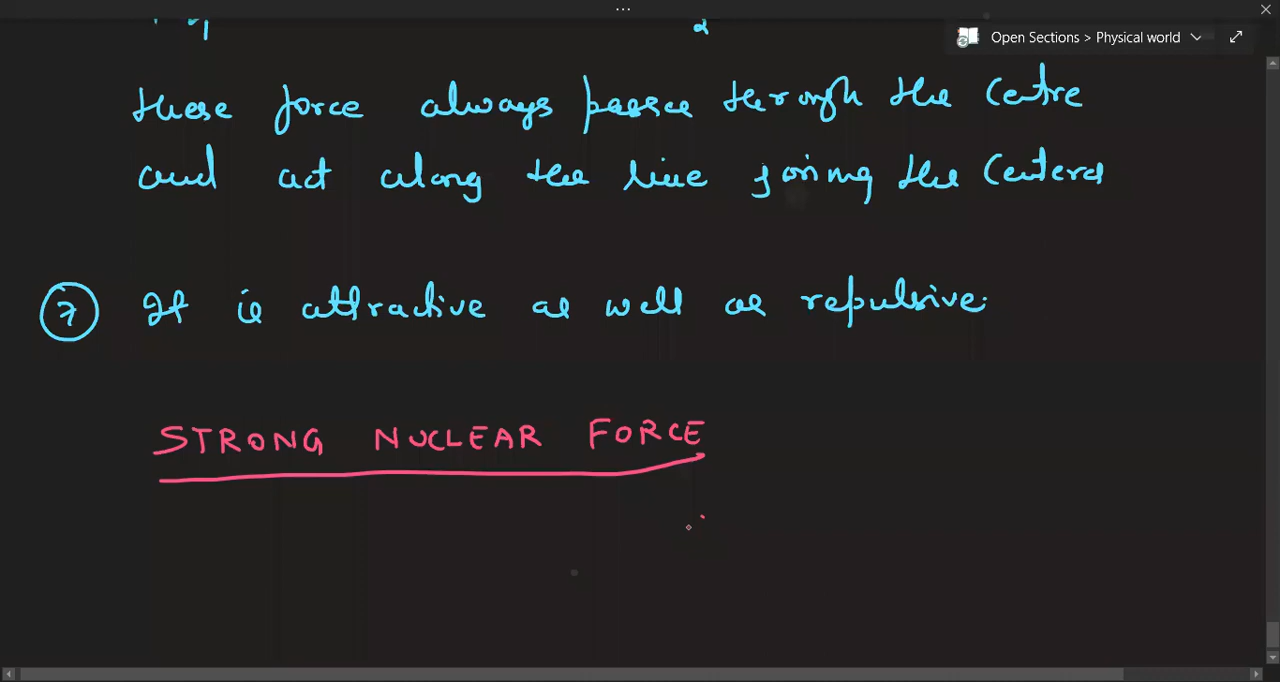 ...
Open Sections > Physical world
these force always passes through the centre
and act along the line joining the centers
7 It is attractive as well as repulsive.
STRONG NUCLEAR FORCE